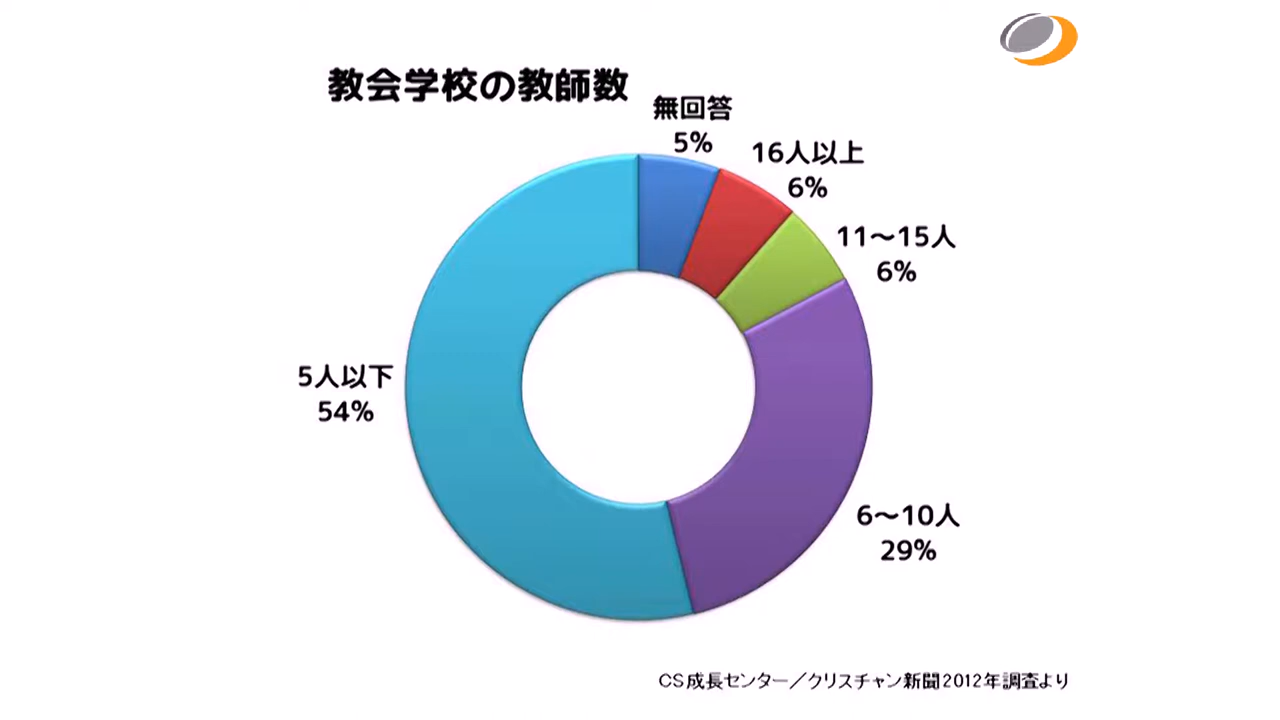 教会学校の教師数
無回答
5%
16人以上
6%
11〜15人
6%
6〜10人
29%
5人以下
54%
CS成長センター／クリスチャン新聞2012年調査より